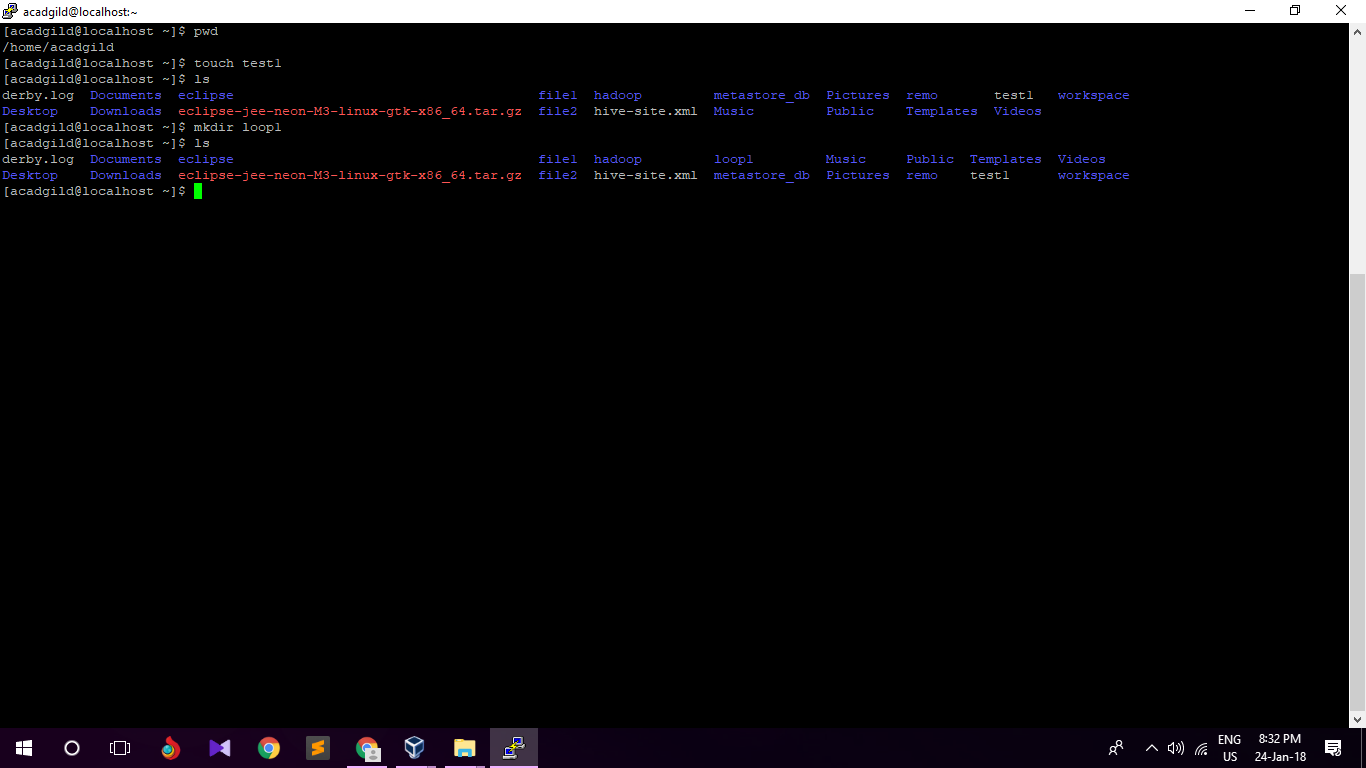 acadgild@localhost:~
[acadgild@localhost ~]$ pwd
/home/acadgild
[acadgild@localhost ~]$ touch test1
[acadgild@localhost ~]$ ls
derby.log  Documents  eclipse                                      file1  hadoop         metastore_db  Pictures  remo       test1   workspace
Desktop    Downloads  eclipse-jee-neon-M3-linux-gtk-x86_64.tar.gz  file2  hive-site.xml  Music         Public    Templates  Videos
[acadgild@localhost ~]$ mkdir loop1
[acadgild@localhost ~]$ ls
derby.log  Documents  eclipse                                      file1  hadoop         loop1         Music     Public  Templates  Videos
Desktop    Downloads  eclipse-jee-neon-M3-linux-gtk-x86_64.tar.gz  file2  hive-site.xml  metastore_db  Pictures  remo    test1      workspace
[acadgild@localhost ~]$
ENG 8:32 PM
US 24-Jan-18